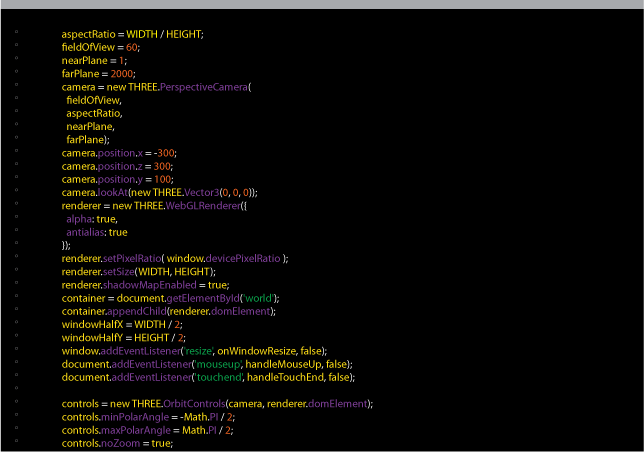 aspectRatio = WIDTH / HEIGHT;
fieldOfView = 60;
nearPlane = 1;
farPlane = 2000;
camera = new THREE.PerspectiveCamera(
fieldOfView,
aspectRatio,
nearPlane,
farPlane);
camera.position.x = -300;
camera.position.z = 300;
camera.position.y = 100;
camera.lookAt(new THREE.Vector3(0, 0, 0));
renderer = new THREE.WebGLRenderer({
alpha: true,
antialias: true
});
renderer.setPixelRatio( window.devicePixelRatio );
renderer.setSize(WIDTH, HEIGHT);
renderer.shadowMapEnabled = true;
container = document.getElementById('world');
container.appendChild(renderer.domElement);
windowHalfX = WIDTH / 2;
windowHalfY = HEIGHT / 2;
window.addEventListener('resize', onWindowResize, false);
document.addEventListener('mouseup', handleMouseUp, false);
document.addEventListener('touchend', handleTouchEnd, false);
controls = new THREE.OrbitControls(camera, renderer.domElement);
controls.minPolarAngle = -Math.PI / 2;
controls.maxPolarAngle = Math.PI / 2;
controls.noZoom = true;